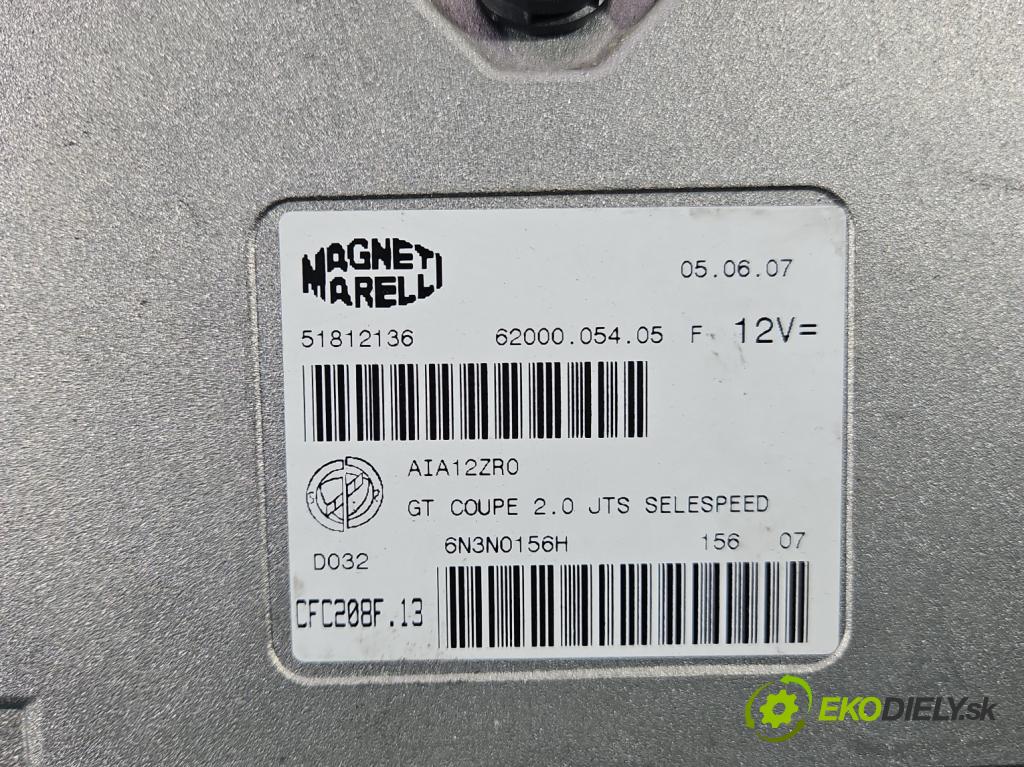 MAGNETI
MARELLI
05.06.07
51812136 62000.054.05 F 12V=
AIA12ZR0
GT COUPE 2.0 JTS SELESPEED
6N3N0156H 156 07
D032
CFC208F.13
EKODIELY.sk